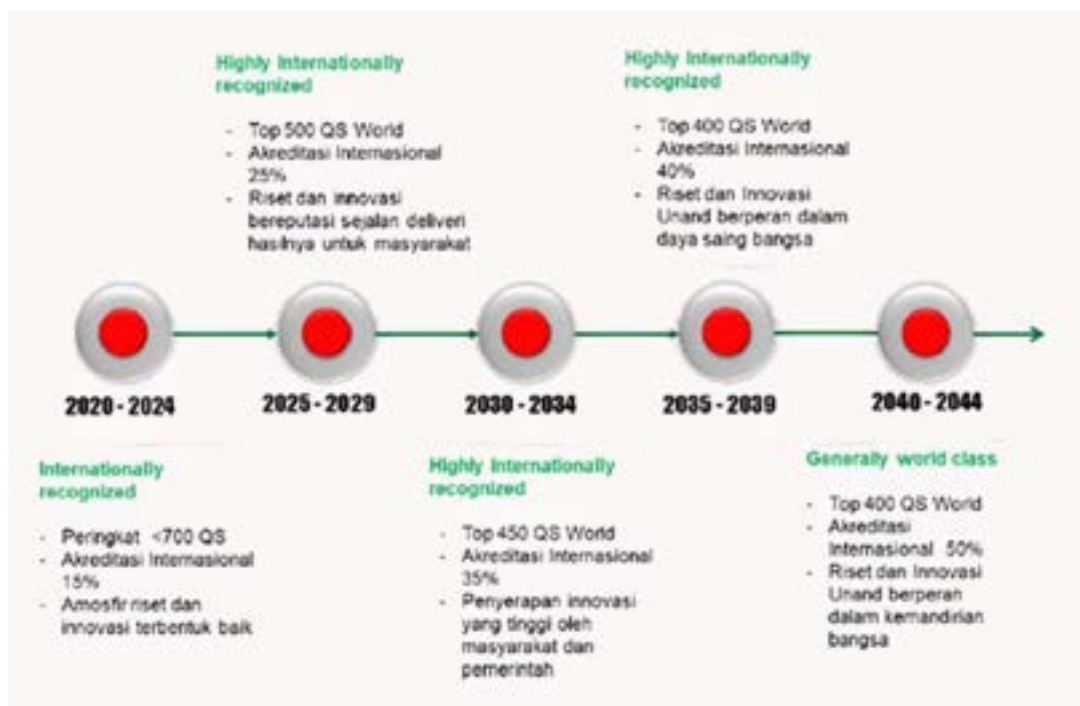 Highly Internationally
recognized
- Top 500 QS World
- Akreditasi Internasional
25%
- Riset dan innovasi
bereputasi sejalan deliveri
hasilnya untuk masyarakat
Highly Internationally
recognized
- Top 400 QS World
- Akreditasi Internasional
40%
- Riset dan Innovasi
Unand berperan dalam
daya saing bangsa
2020 - 2024
2025 - 2029
2030 - 2034
2035 - 2039
2040 - 2044
Internationally
recognized
- Peringkat <700 QS
- Akreditasi Internasional
15%
- Amosfir riset dan
innovasi terbentuk baik
Highly Internationally
recognized
- Top 450 QS World
- Akreditasi Internasional
35%
- Penyerapan innovasi
yang tinggi oleh
masyarakat dan
pemerintah
Generally world class
- Top 400 QS World
- Akreditasi
Internasional 50%
- Riset dan Innovasi
Unand berperan
dalam kemandirian
bangsa